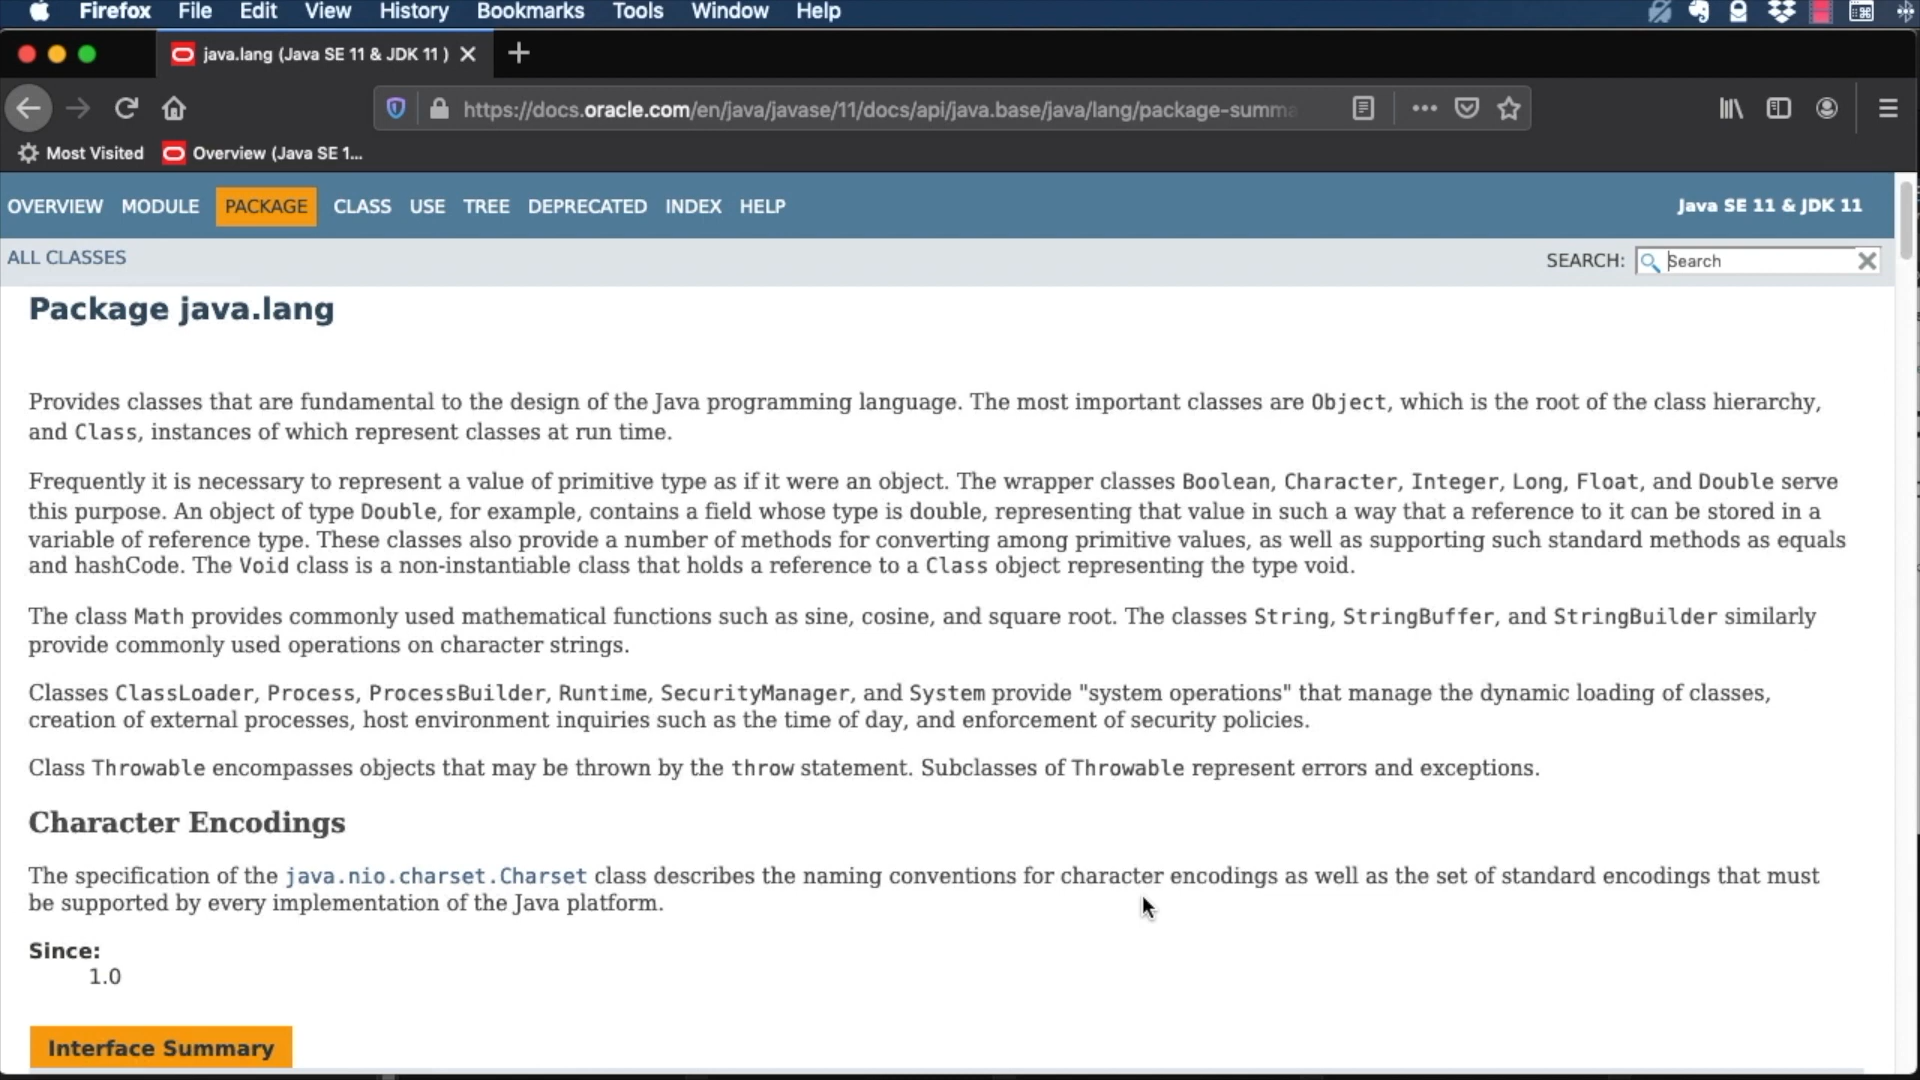 Firefox File Edit View History Bookmarks Tools Window Help
java.lang (Java SE 11 & JDK 11 )
https://docs.oracle.com/en/java/javase/11/docs/api/java.base/java/lang/package-summa
Most Visited Overview (Java SE 1...
OVERVIEW MODULE PACKAGE CLASS USE TREE DEPRECATED INDEX HELP Java SE 11 & JDK 11
ALL CLASSES SEARCH: Search
Package java.lang
Provides classes that are fundamental to the design of the Java programming language. The most important classes are Object, which is the root of the class hierarchy,
and Class, instances of which represent classes at run time.
Frequently it is necessary to represent a value of primitive type as if it were an object. The wrapper classes Boolean, Character, Integer, Long, Float, and Double serve
this purpose. An object of type Double, for example, contains a field whose type is double, representing that value in such a way that a reference to it can be stored in a
variable of reference type. These classes also provide a number of methods for converting among primitive values, as well as supporting such standard methods as equals
and hashCode. The Void class is a non-instantiable class that holds a reference to a Class object representing the type void.
The class Math provides commonly used mathematical functions such as sine, cosine, and square root. The classes String, StringBuffer, and StringBuilder similarly
provide commonly used operations on character strings.
Classes ClassLoader, Process, ProcessBuilder, Runtime, SecurityManager, and System provide "system operations" that manage the dynamic loading of classes,
creation of external processes, host environment inquiries such as the time of day, and enforcement of security policies.
Class Throwable encompasses objects that may be thrown by the throw statement. Subclasses of Throwable represent errors and exceptions.
Character Encodings
The specification of the java.nio.charset.Charset class describes the naming conventions for character encodings as well as the set of standard encodings that must
be supported by every implementation of the Java platform.
Since:
1.0
Interface Summary